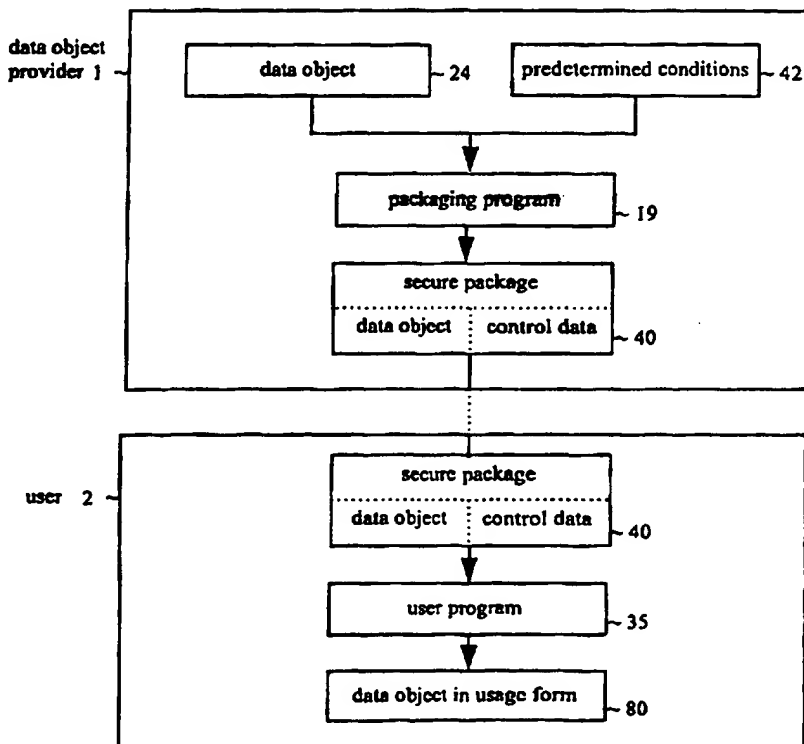 data object
provider 1
data object
24
predetermined conditions
42
packaging program
19
secure package
data object control data
40
user 2
secure package
data object control data
40
user program
35
data object in usage form
80